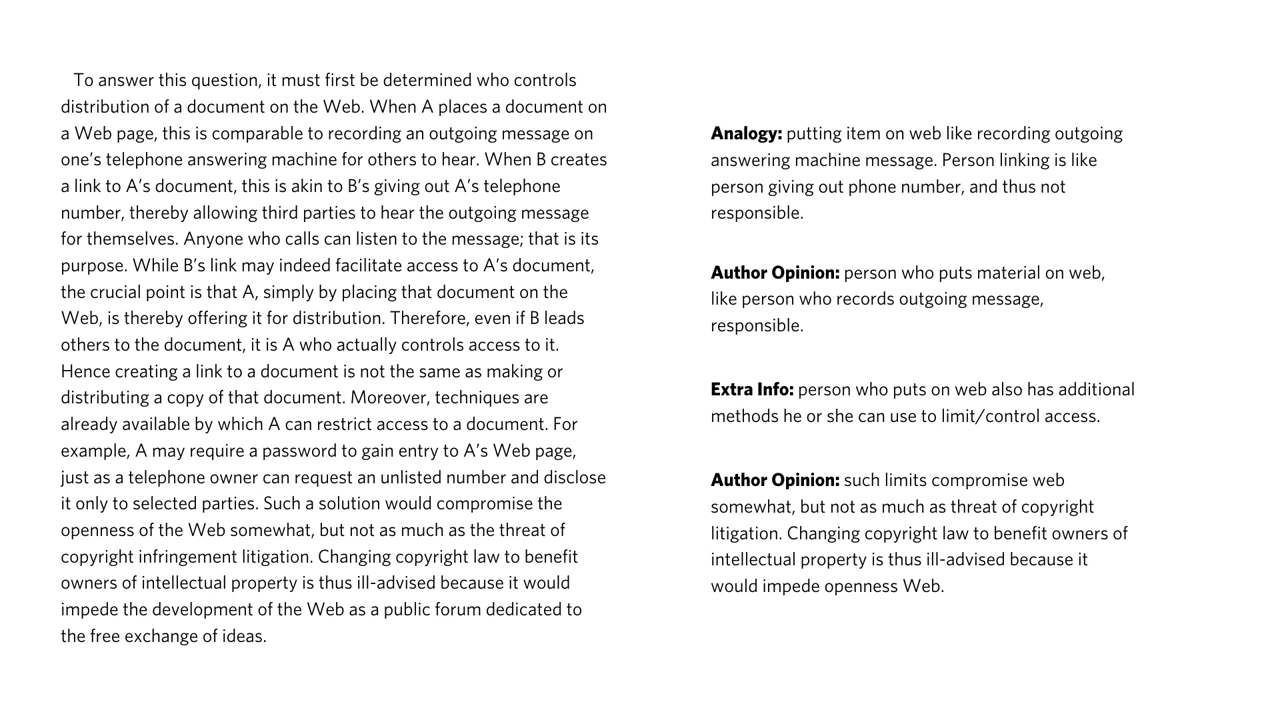 To answer this question, it must first be determined who controls
distribution of a document on the Web. When A places a document on
a Web page, this is comparable to recording an outgoing message on
one’s telephone answering machine for others to hear. When B creates
a link to A’s document, this is akin to B’s giving out A’s telephone
number, thereby allowing third parties to hear the outgoing message
for themselves. Anyone who calls can listen to the message; that is its
purpose. While B’s link may indeed facilitate access to A’s document,
the crucial point is that A, simply by placing that document on the
Web, is thereby offering it for distribution. Therefore, even if B leads
others to the document, it is A who actually controls access to it.
Hence creating a link to a document is not the same as making or
distributing a copy of that document. Moreover, techniques are
already available by which A can restrict access to a document. For
example, A may require a password to gain entry to A’s Web page,
just as a telephone owner can request an unlisted number and disclose
it only to selected parties. Such a solution would compromise the
openness of the Web somewhat, but not as much as the threat of
copyright infringement litigation. Changing copyright law to benefit
owners of intellectual property is thus ill-advised because it would
impede the development of the Web as a public forum dedicated to
the free exchange of ideas.
Analogy: putting item on web like recording outgoing
answering machine message. Person linking is like
person giving out phone number, and thus not
responsible.
Author Opinion: person who puts material on web,
like person who records outgoing message,
responsible.
Extra Info: person who puts on web also has additional
methods he or she can use to limit/control access.
Author Opinion: such limits compromise web
somewhat, but not as much as threat of copyright
litigation. Changing copyright law to benefit owners of
intellectual property is thus ill-advised because it
would impede openness Web.